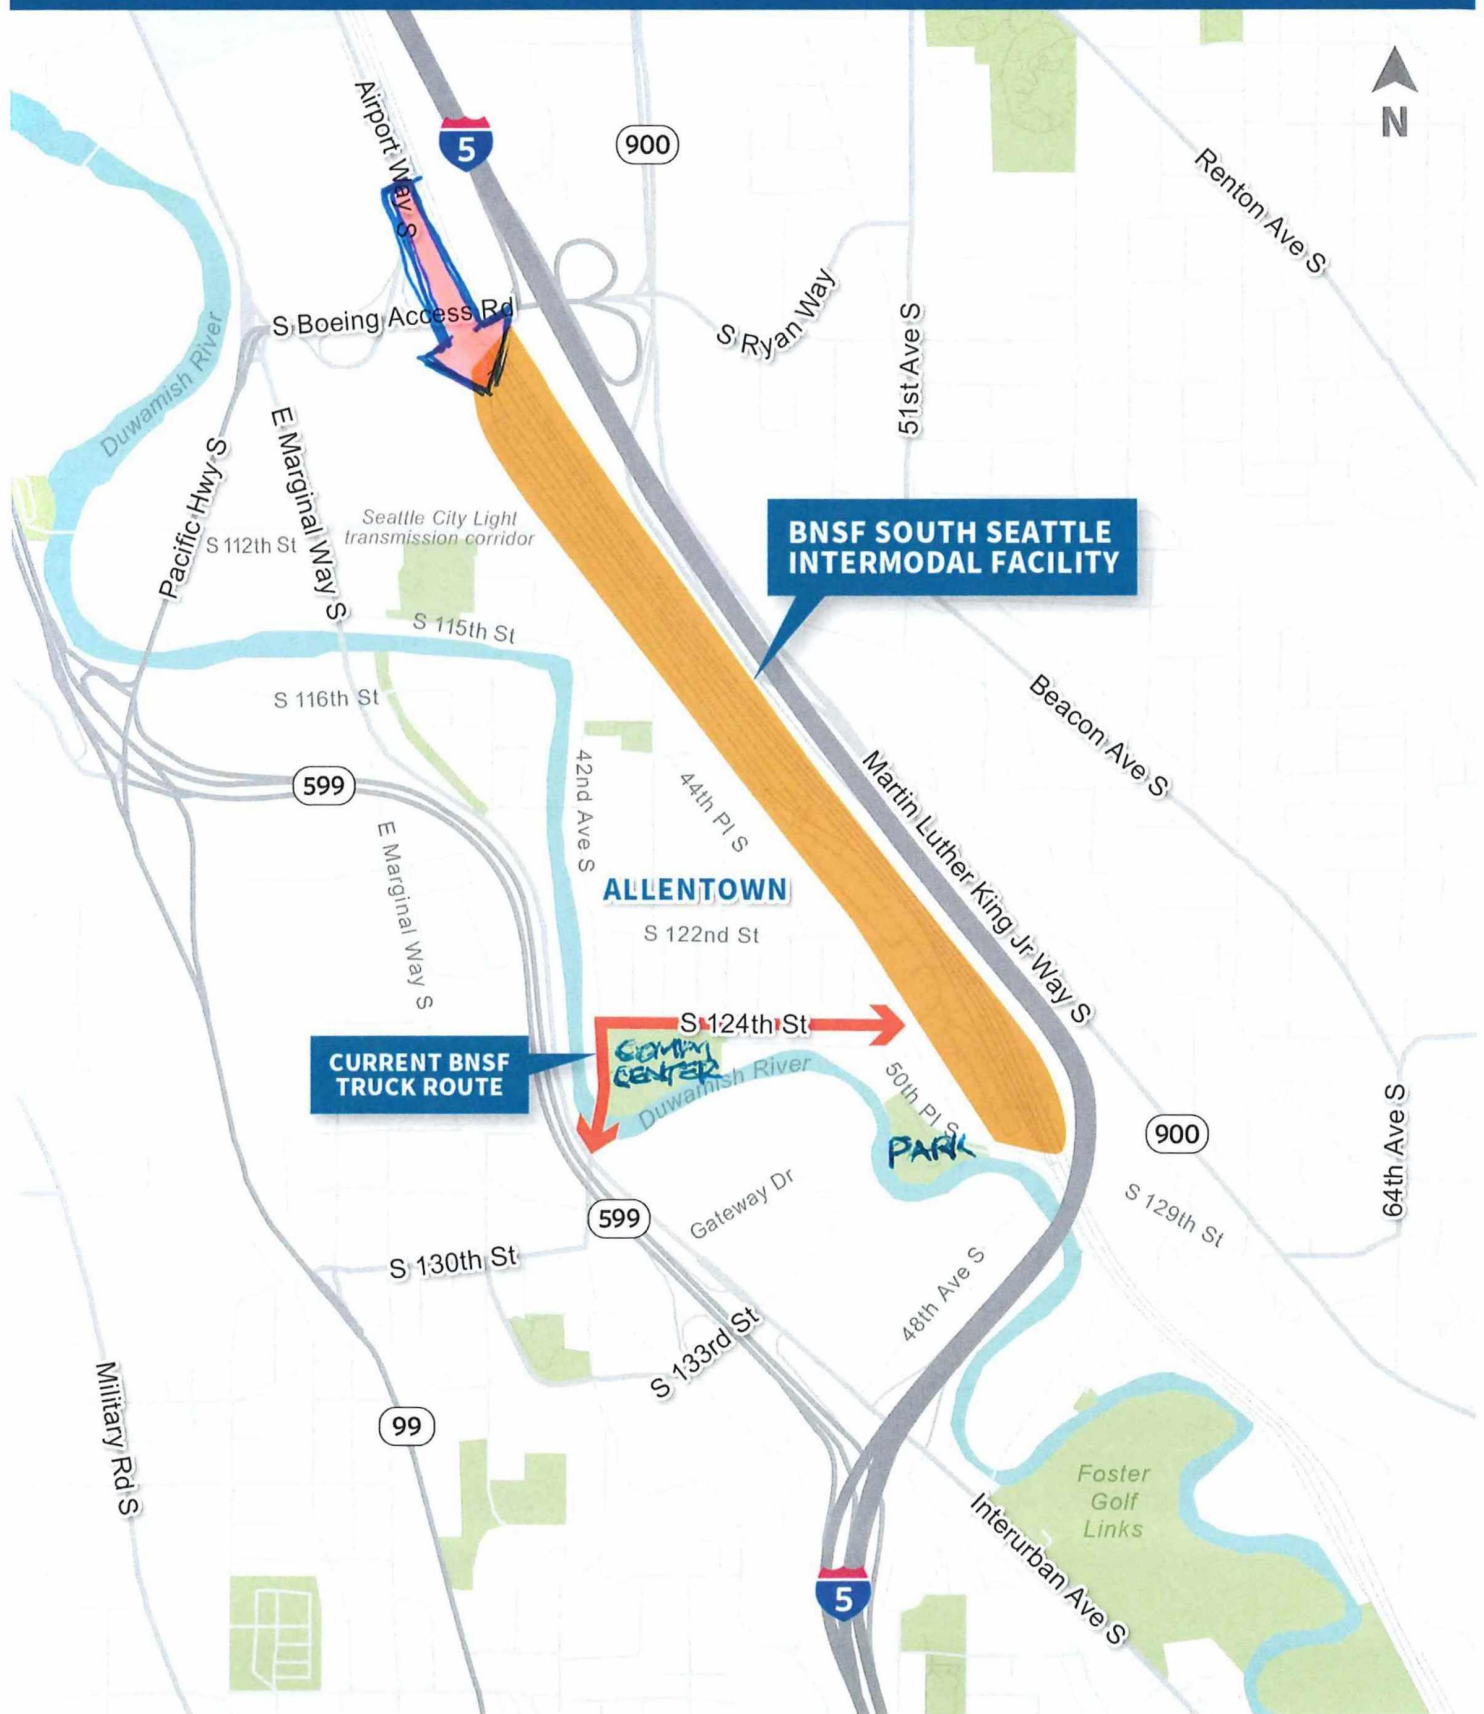 N
Airport Way S
5
900
Renton Ave S
S Boeing Access Rd
S Ryan Way
51st Ave S
Duwamish River
Pacific Hwy S
E Marginal Way S
Seattle City Light
transmission corridor
S 112th St
BNSF SOUTH SEATTLE
INTERMODAL FACILITY
S 115th St
S 116th St
Beacon Ave S
599
42nd Ave S
44th Pl S
Martin Luther King Jr Way S
E Marginal Way S
ALLENTOWN
S 122nd St
S 124th St
CURRENT BNSF
TRUCK ROUTE
COMM
CENTER
Duwamish River
50th Pl S
PARK
900
64th Ave S
S 129th St
599
Gateway Dr
S 130th St
48th Ave S
S 133rd St
Military Rd S
99
Foster
Golf
Links
Interurban Ave S
5